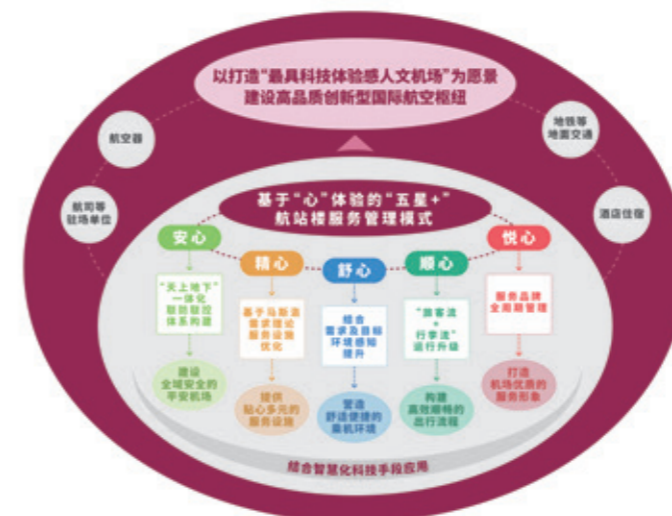 以打造“最具科技体验感人文机场”为愿景
建设高品质创新型国际航空枢纽
航空器
地铁等
地面交通
航司等
驻场单位
酒店住宿
基于“心”体验的“五星+”
航站楼服务管理模式
安心
精心
舒心
顺心
悦心
“天上地下”
一体化
联防联控
体系构建
基于马斯洛
需求理论
服务设施
优化
结合
需求及目标
环境感知
提升
“旅客流
+
行李流”
运行升级
服务品牌
全周期管理
建设
全域安全的
平安机场
提供
贴心多元的
服务设施
营造
舒适便捷的
乘机环境
构建
高效顺畅的
出行流程
打造
机场优质的
服务形象
结合智慧化科技手段应用